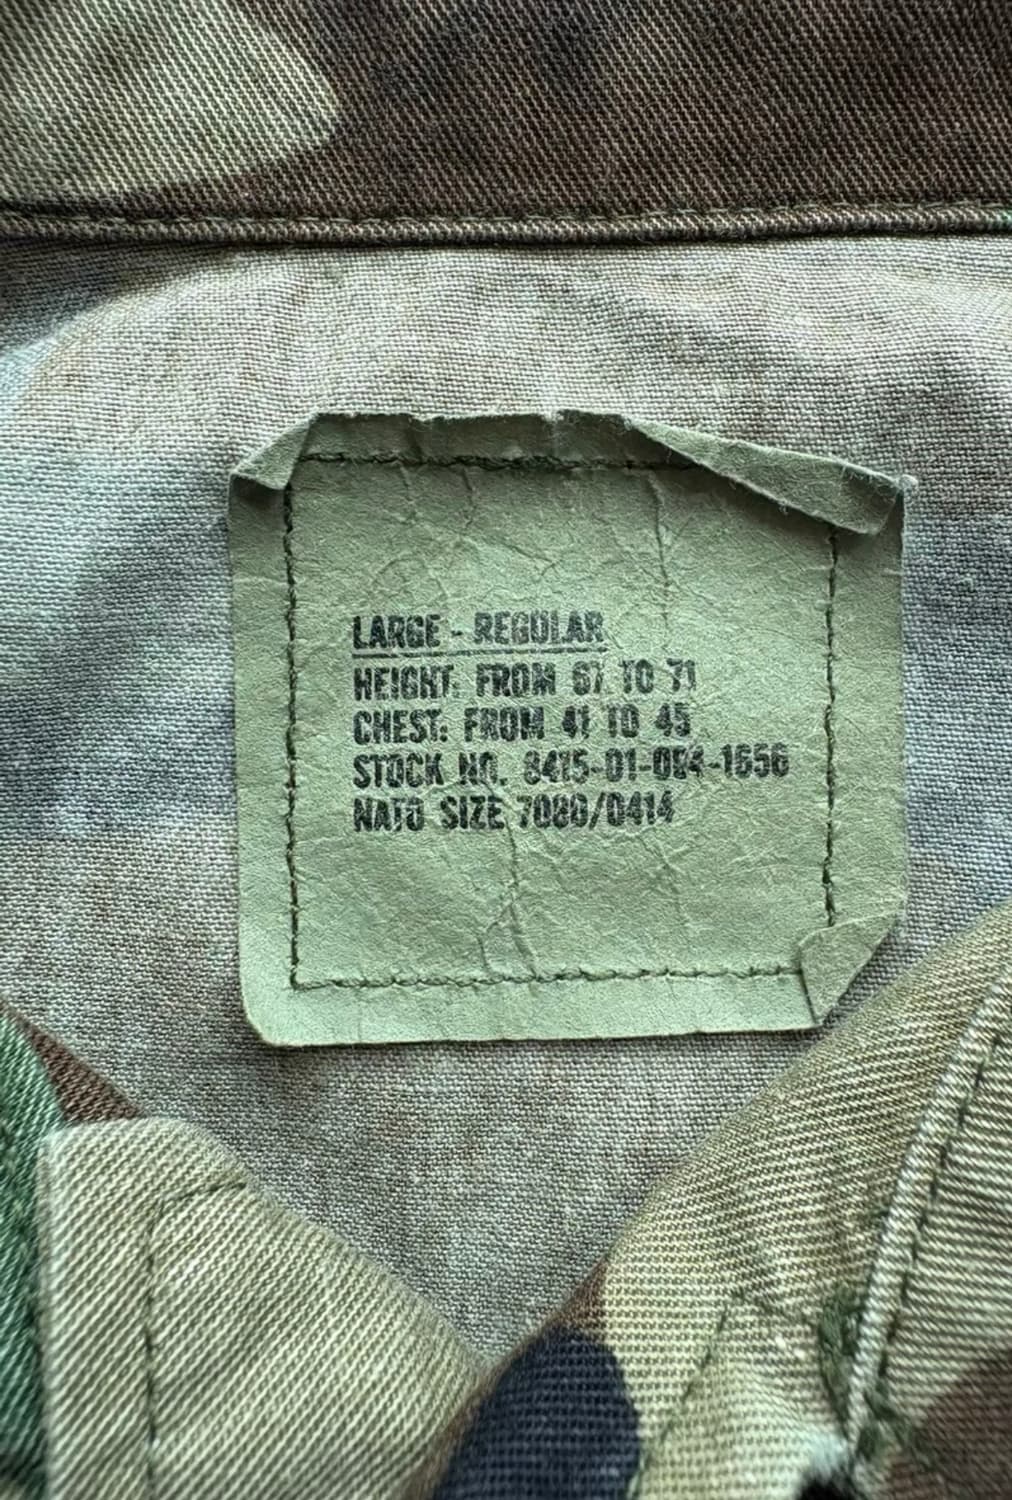 LARGE - REGULAR
HEIGHT: FROM 67 TO 71
CHEST: FROM 41 TO 45
STOCK NO. 8415-01-084-1656
NATO SIZE 7080/0414